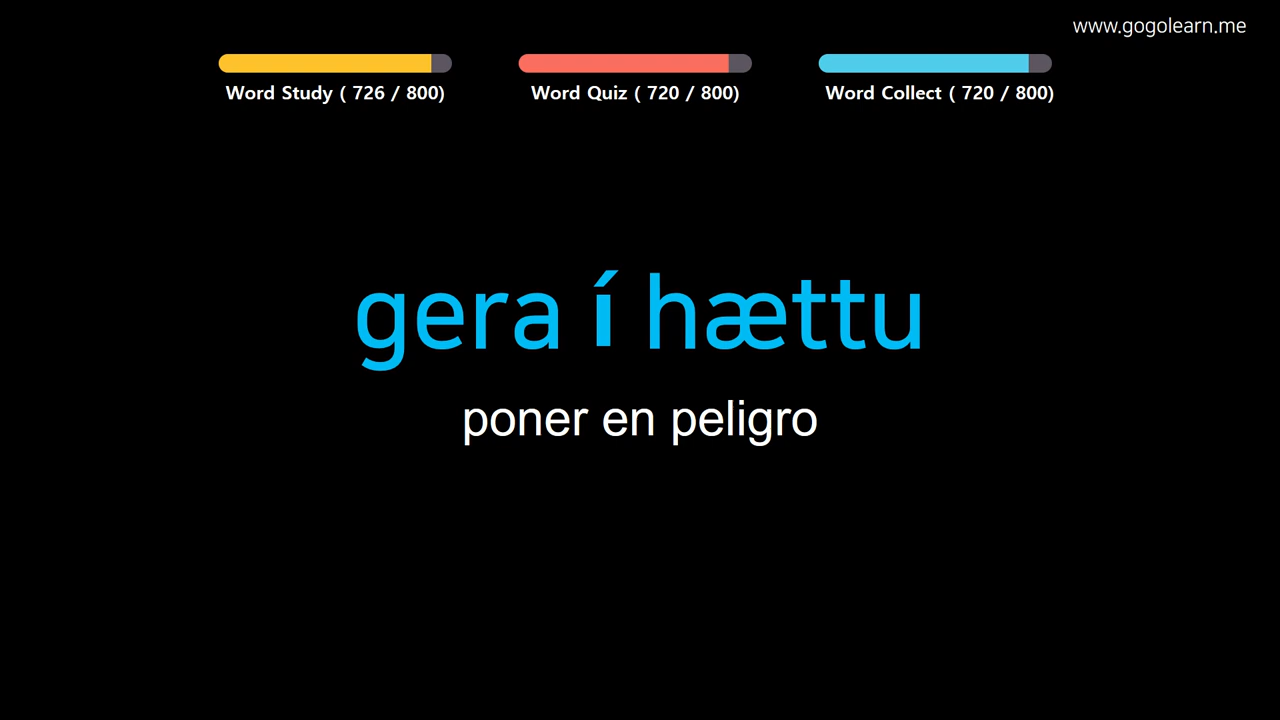 www.gogolearn.me
Word Study ( 726 / 800)
Word Quiz ( 720 / 800)
Word Collect ( 720 / 800)
gera í hættu
poner en peligro